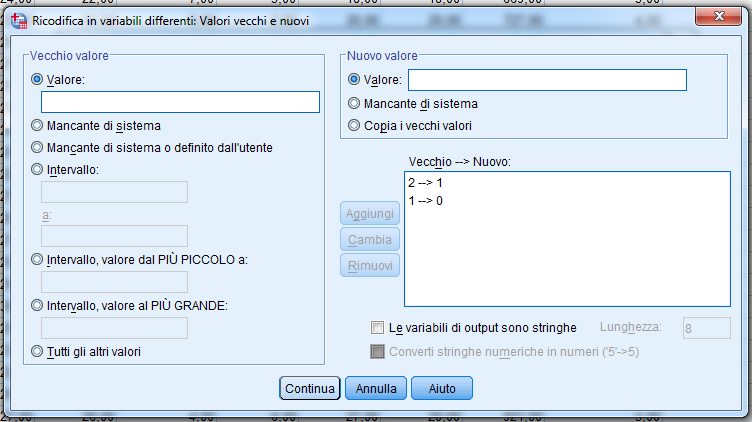 Ricodifica in variabili differenti: Valori vecchi e nuovi
Vecchio valore
Valore:
Mancante di sistema
Mancante di sistema o definito dall'utente
Intervallo:
a:
Intervallo, valore dal PIÙ PICCOLO a:
Intervallo, valore al PIÙ GRANDE:
Tutti gli altri valori
Nuovo valore
Valore:
Mancante di sistema
Copia i vecchi valori
Vecchio --> Nuovo:
2 --> 1
1 --> 0
Aggiungi
Cambia
Rimuovi
Le variabili di output sono stringhe
Lunghezza:
8
Converti stringhe numeriche in numeri ('5'->5)
Continua
Annulla
Aiuto